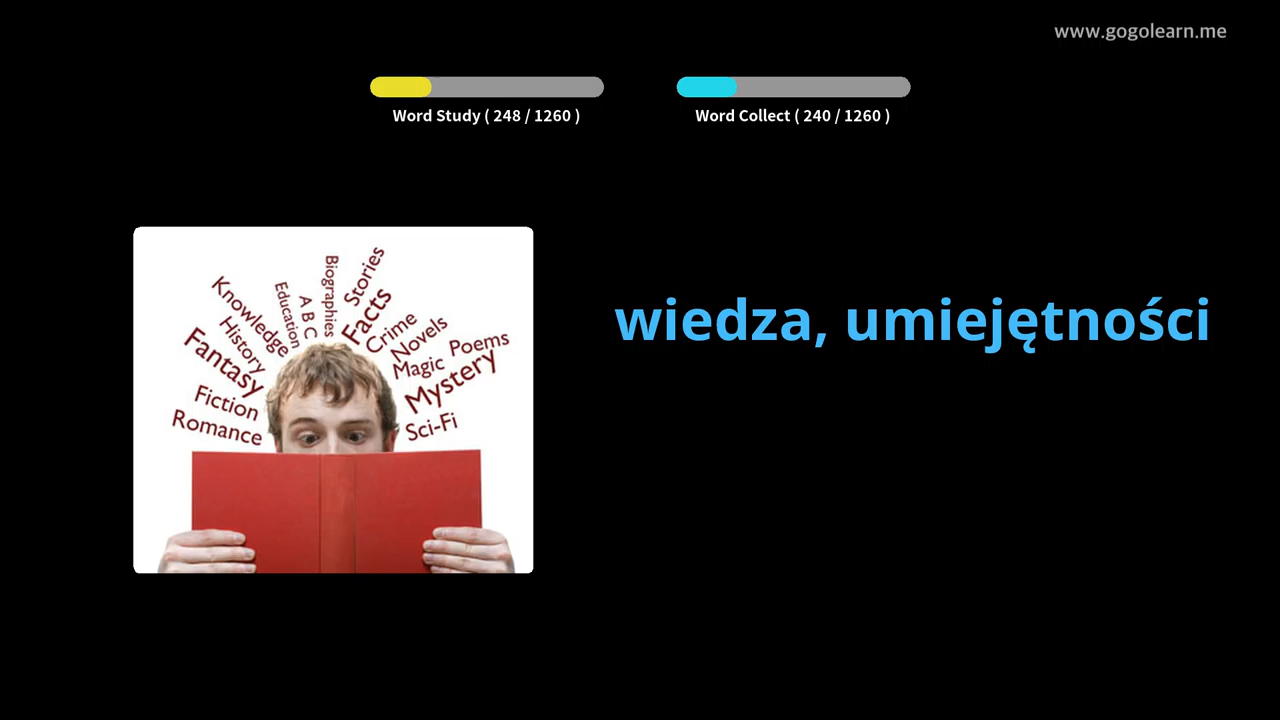 www.gogolearn.me
Word Study ( 248 / 1260 )
Word Collect ( 240 / 1260 )
wiedza, umiejętności
Romance
Fiction
Fantasy
History
Knowledge
Education
A B C
Biographies
Stories
Facts
Crime
Novels
Magic
Poems
Mystery
Sci-Fi